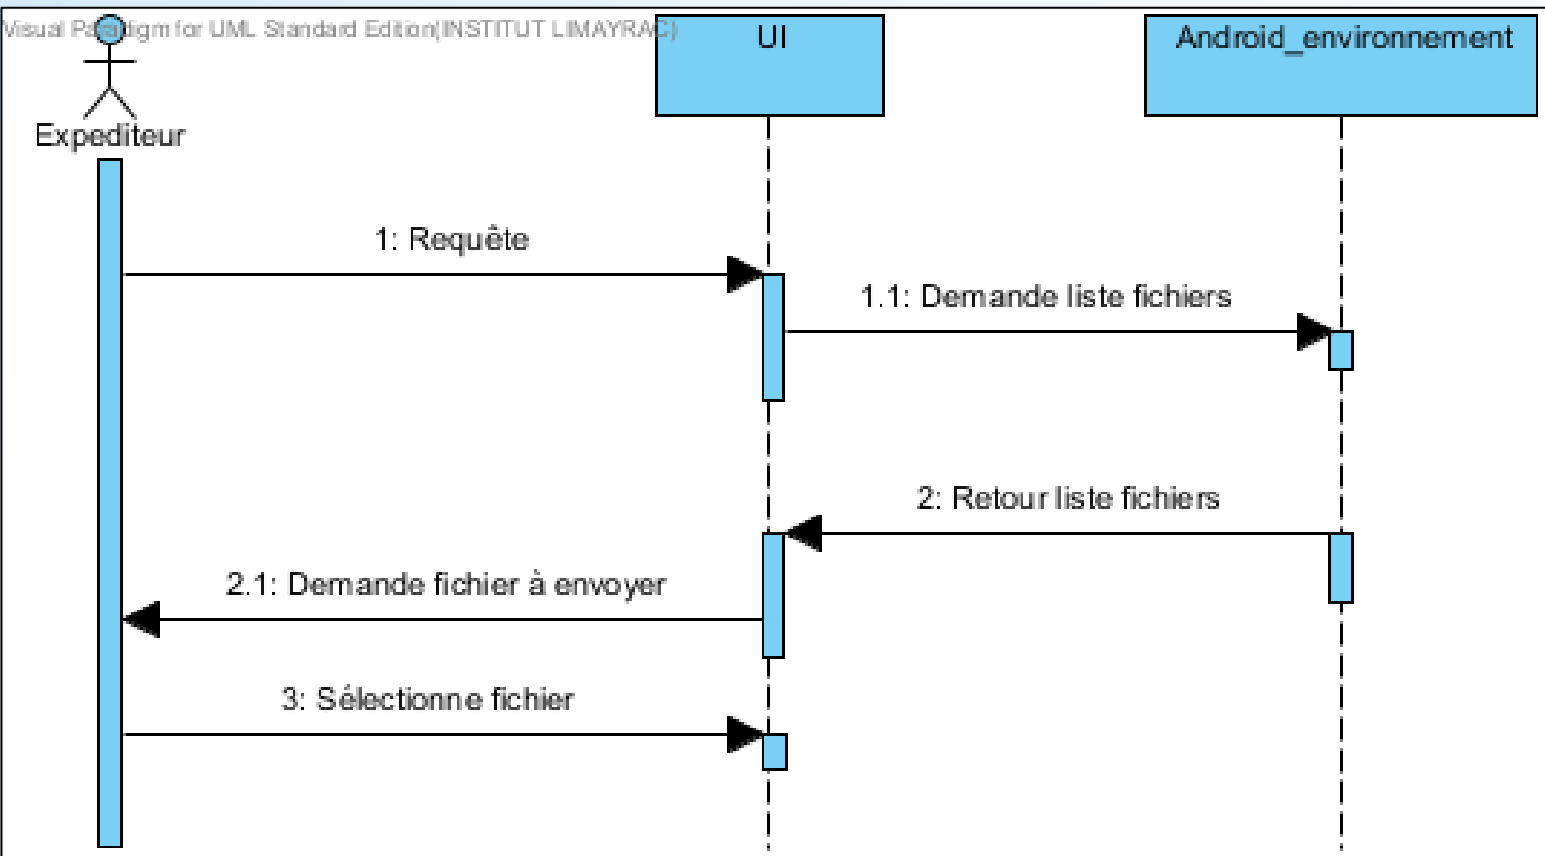 Visual Paradigm for UML Standard Edition(INSTITUT LIMAYRAC)
UI
Android_environnement
Expediteur
1: Requête
1.1: Demande liste fichiers
2: Retour liste fichiers
2.1: Demande fichier à envoyer
3: Sélectionne fichier